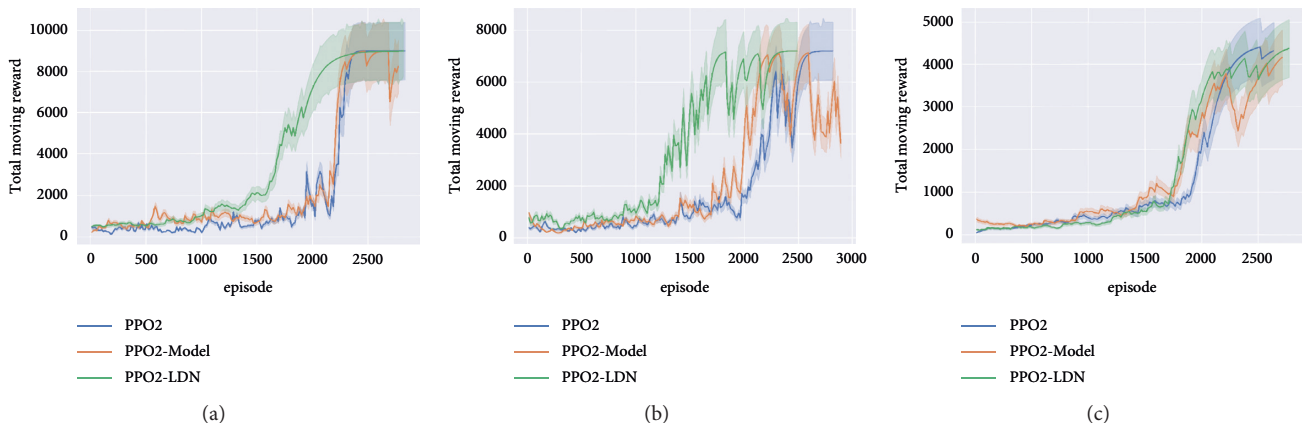 Total moving reward
10000
8000
6000
4000
2000
0
0 500 1000 1500 2000 2500
episode
PPO2
PPO2-Model
PPO2-LDN
(a)
Total moving reward
8000
6000
4000
2000
0
0 500 1000 1500 2000 2500 3000
episode
PPO2
PPO2-Model
PPO2-LDN
(b)
Total moving reward
5000
4000
3000
2000
1000
0
0 500 1000 1500 2000 2500
episode
PPO2
PPO2-Model
PPO2-LDN
(c)